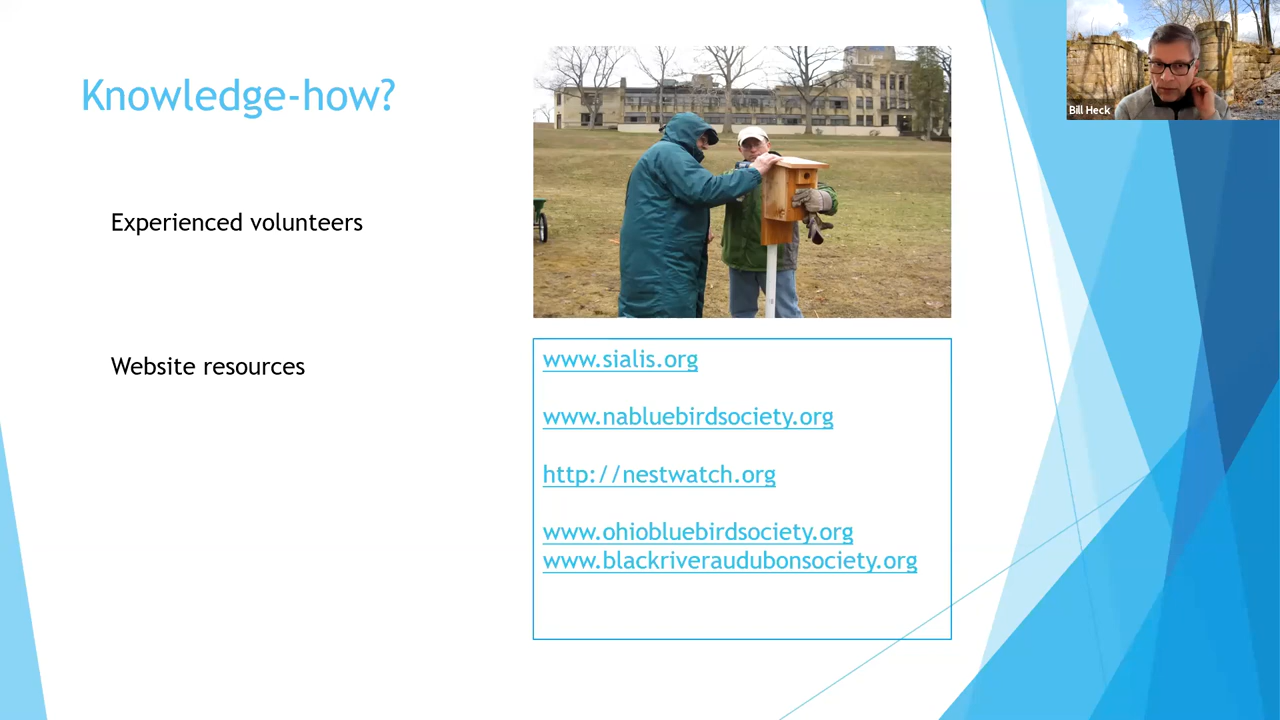 Knowledge-how?
Bill Heck
Experienced volunteers
Website resources
www.sialis.org
www.nabluebirdsociety.org
http://nestwatch.org
www.ohiobluebirdsociety.org
www.blackriveraudubonsociety.org